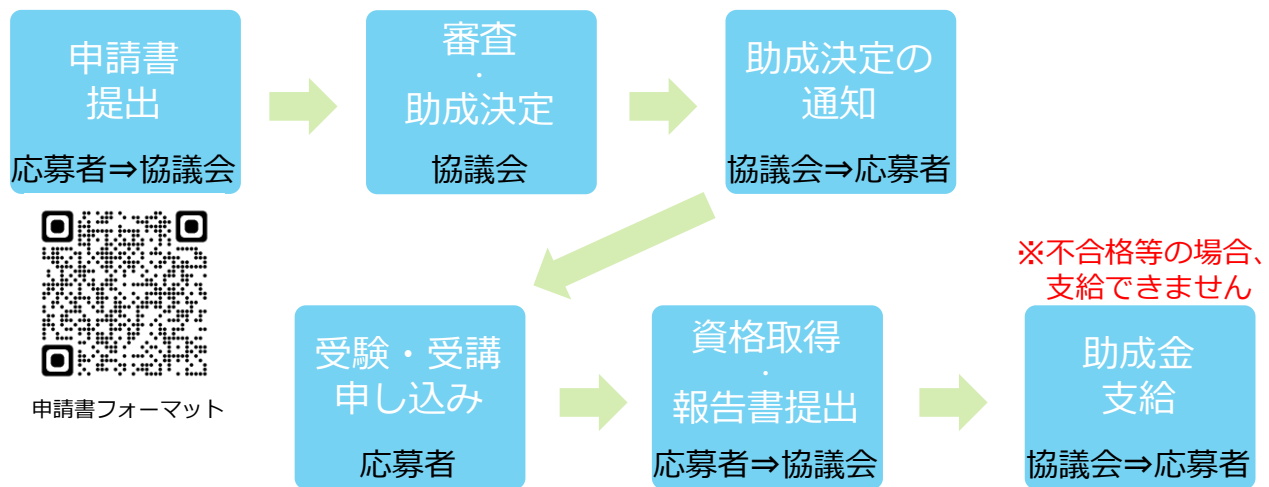 申請書
提出
応募者⇒協議会
審査
・
助成決定
協議会
助成決定の
通知
協議会⇒応募者
申請書フォーマット
受験・受講
申し込み
応募者
資格取得
・
報告書提出
応募者⇒協議会
※不合格等の場合、
支給できません
助成金
支給
協議会⇒応募者